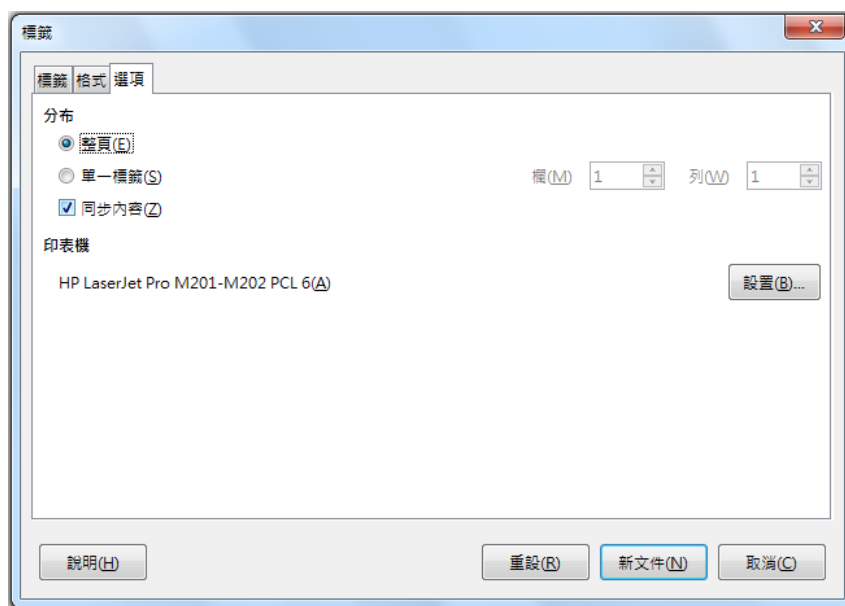 標籤
標籤 格式 選項
分布
整頁(E)
單一標籤(S) 欄(M) 1 列(W) 1
同步內容(Z)
印表機
HP LaserJet Pro M201-M202 PCL 6(A) 設置(B)...
說明(H) 重設(R) 新文件(N) 取消(C)